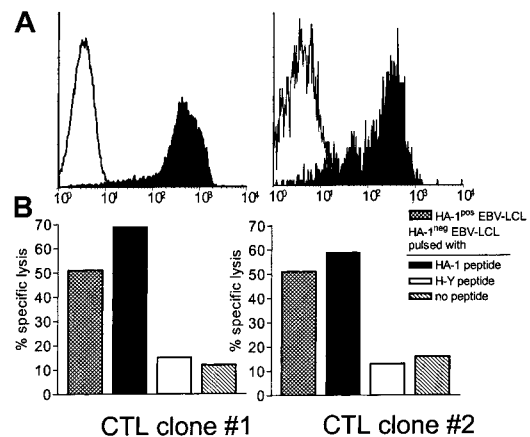 A
10⁰ 10¹ 10² 10³ 10⁴
10⁰ 10¹ 10² 10³ 10⁴
B
% specific lysis
70
60
50
40
30
20
10
0
CTL clone #1
% specific lysis
70
60
50
40
30
20
10
0
CTL clone #2
HA-1ᵖᵒˢ EBV-LCL
HA-1ⁿᵉᵍ EBV-LCL
pulsed with
HA-1 peptide
H-Y peptide
no peptide